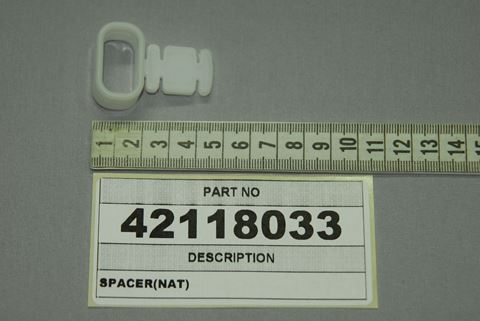 1 2 3 4 5 6 7 8 9 10 11 12 13 14
PART NO
42118033
DESCRIPTION
SPACER(NAT)